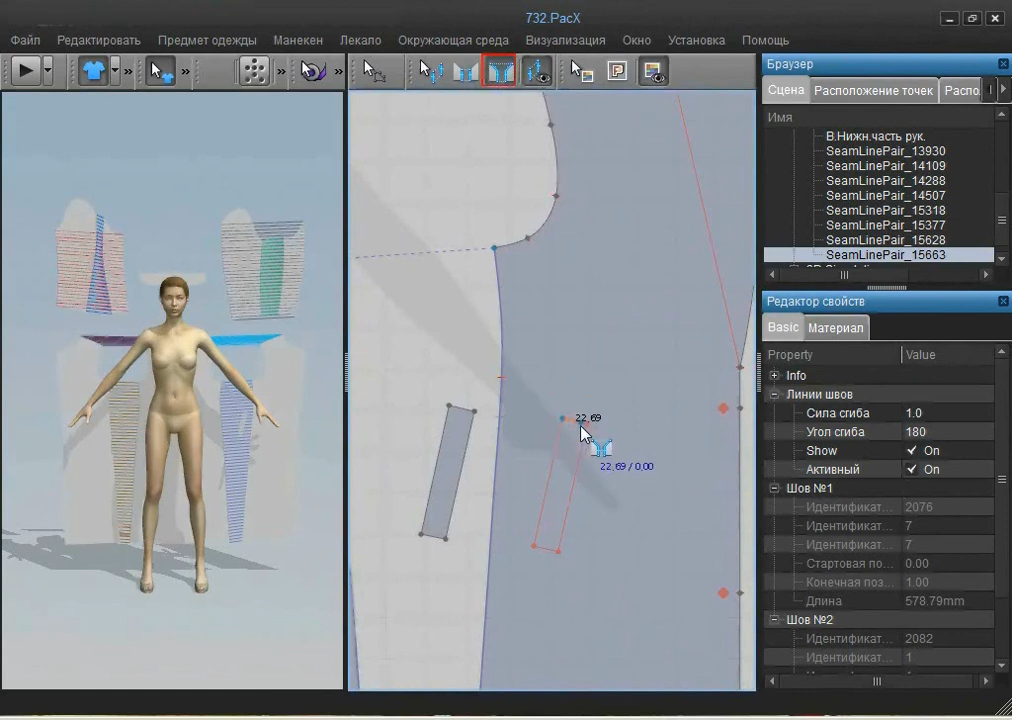 732.PacX
Файл Редактировать Предмет одежды Манекен Лекало Окружающая среда Визуализация Окно Установка Помощь
Браузер
Сцена Расположение точек Распо
Имя
В.Нижн.часть рук.
SeamLinePair_13930
SeamLinePair_14109
SeamLinePair_14288
SeamLinePair_14507
SeamLinePair_15318
SeamLinePair_15377
SeamLinePair_15628
SeamLinePair_15663
Редактор свойств
Basic Материал
Property Value
Info
Линии швов
Сила сгиба 1.0
Угол сгиба 180
Show On
Активный On
Шов №1
Идентификат... 2076
Идентификат... 7
Идентификат... 7
Стартовая по... 0.00
Конечная поз... 1.00
Длина 578.79mm
Шов №2
Идентификат... 2082
Идентификат... 1
22,69
22,69 / 0,00